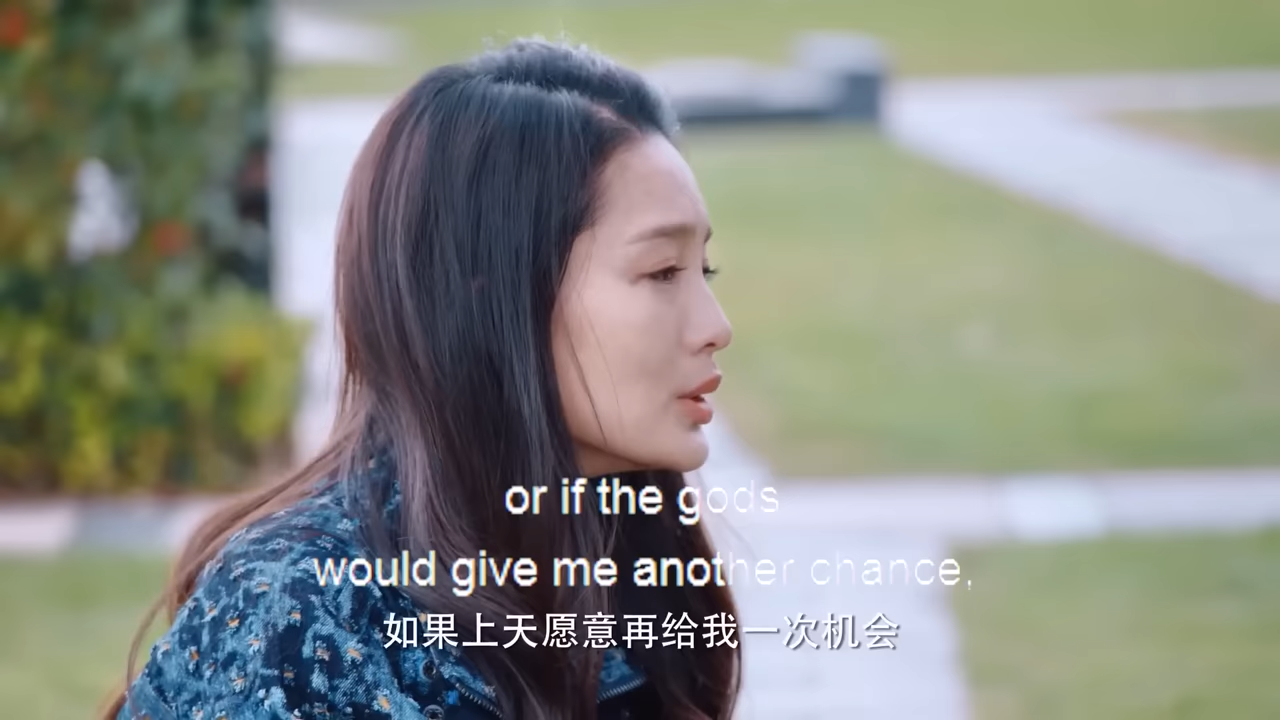 or if the gods
would give me another chance,
如果上天愿意再给我一次机会